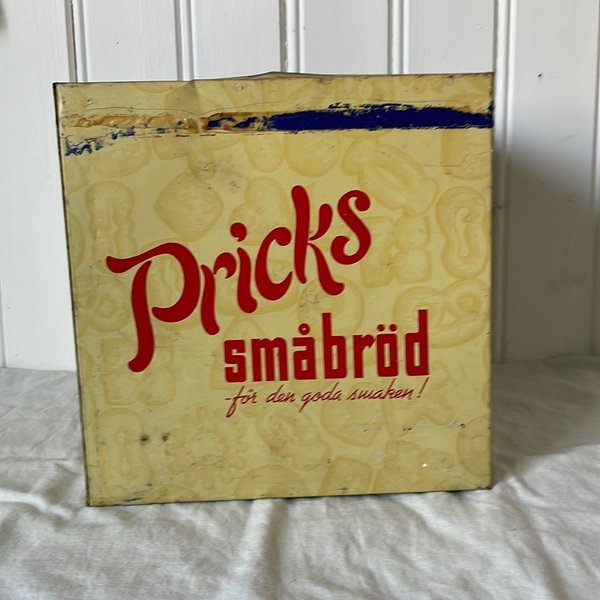 Pricks
småbröd
-för den goda smaken!